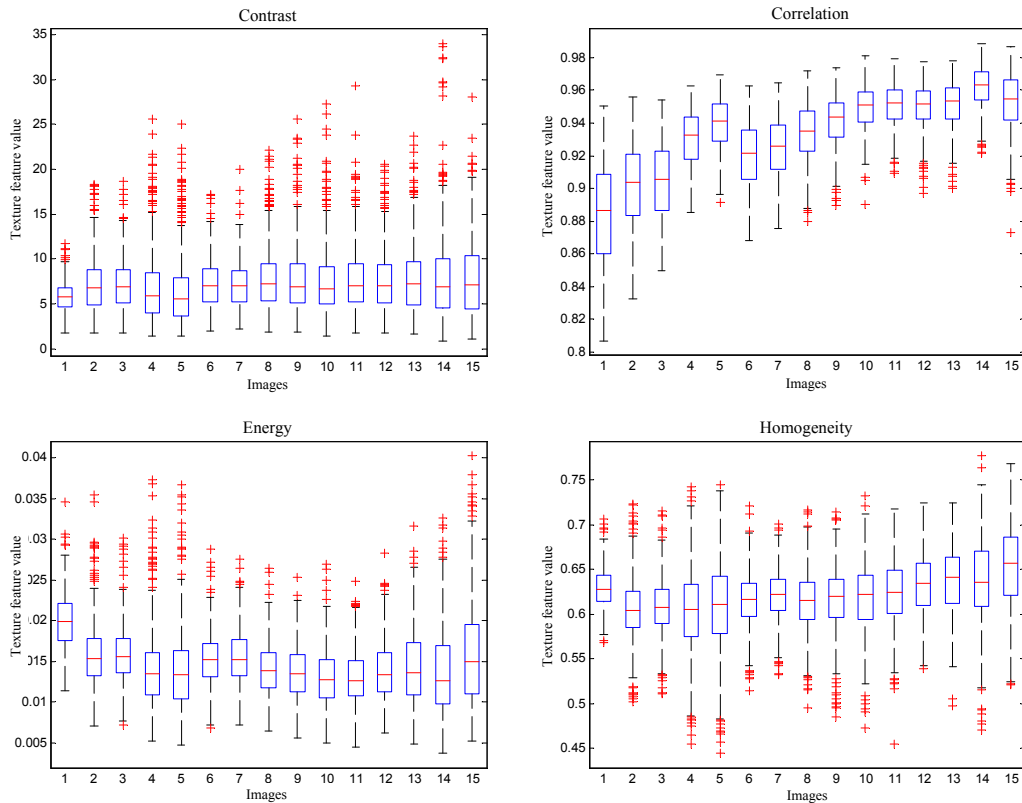 Contrast
Texture feature value
35
30
25
20
15
10
5
0
1 2 3 4 5 6 7 8 9 10 11 12 13 14 15
Images
Correlation
Texture feature value
0.98
0.96
0.94
0.92
0.9
0.88
0.86
0.84
0.82
0.8
1 2 3 4 5 6 7 8 9 10 11 12 13 14 15
Images
Energy
Texture feature value
0.04
0.035
0.03
0.025
0.02
0.015
0.01
0.005
1 2 3 4 5 6 7 8 9 10 11 12 13 14 15
Images
Homogeneity
Texture feature value
0.75
0.7
0.65
0.6
0.55
0.5
0.45
1 2 3 4 5 6 7 8 9 10 11 12 13 14 15
Images